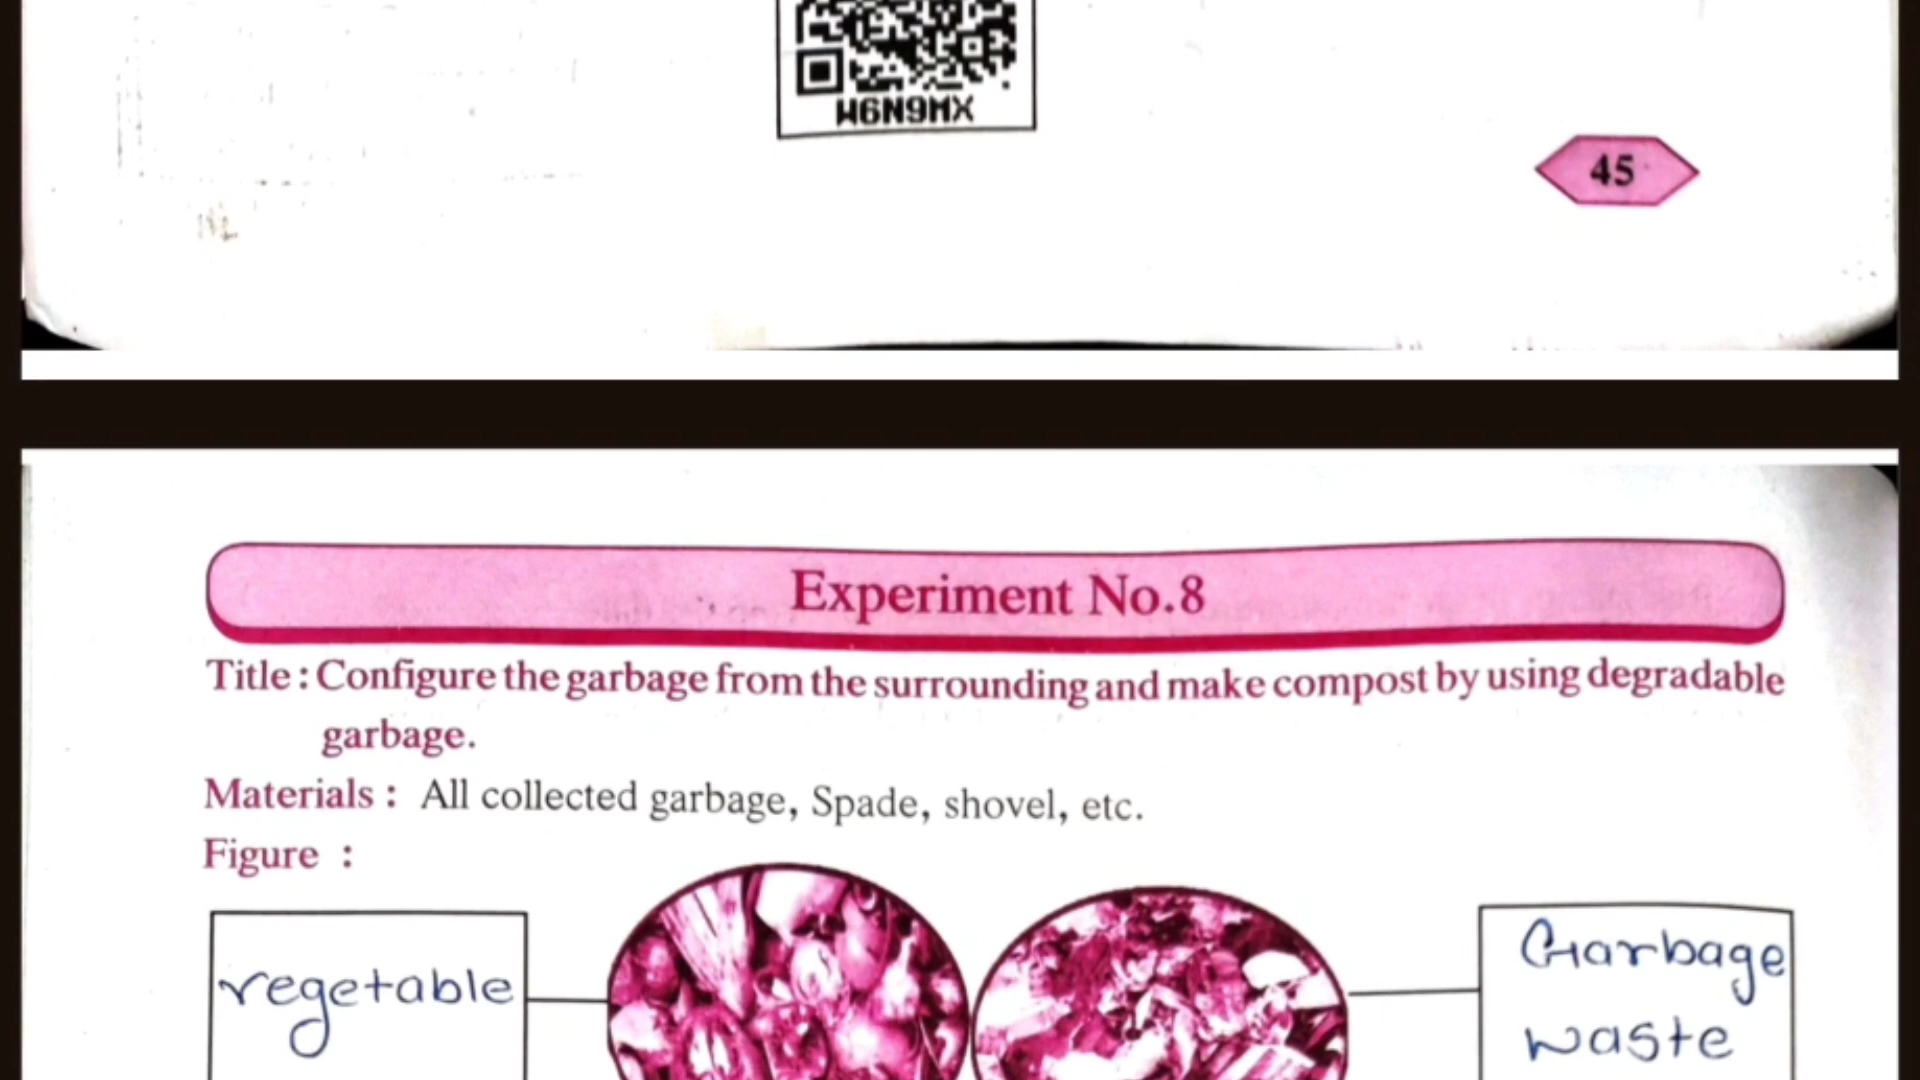 W6N9MX
45
Experiment No.8
Title : Configure the garbage from the surrounding and make compost by using degradable
garbage.
Materials : All collected garbage, Spade, shovel, etc.
Figure :
vegetable
Garbage
waste